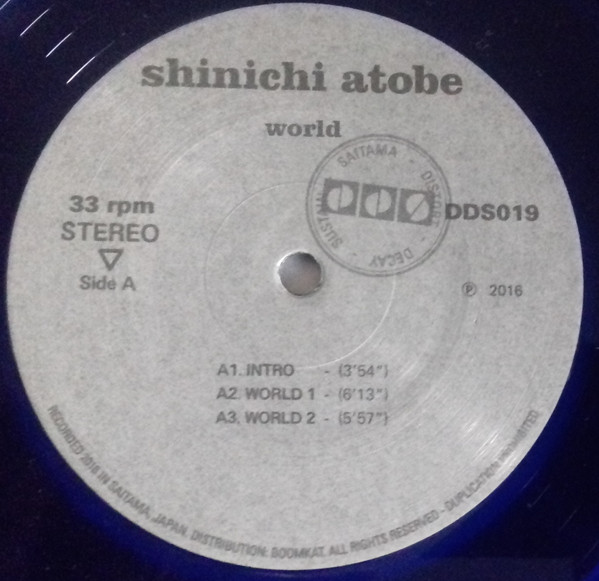 shinichi atobe
world
SAITAMA - DISTORT - DECAY - SUSTAIN
DDS
DDS019
33 rpm
STEREO
Side A
℗ 2016
A1. INTRO - (3'54")
A2. WORLD 1 - (6'13")
A3. WORLD 2 - (5'57")
RECORDED 2016 IN SAITAMA, JAPAN. DISTRIBUTION: BOOMKAT. ALL RIGHTS RESERVED - DUPLICATION PROHIBITED